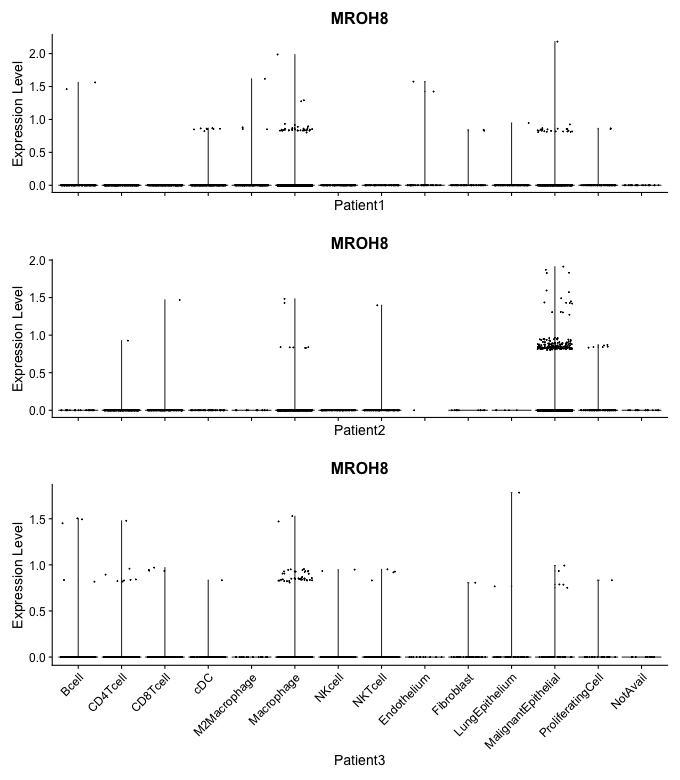 MROH8
2.0
1.5
1.0
0.5
0.0
Expression Level
Patient1
MROH8
2.0
1.5
1.0
0.5
0.0
Expression Level
Patient2
MROH8
1.5
1.0
0.5
0.0
Expression Level
Bcell
CD4Tcell
CD8Tcell
cDC
M2Macrophage
Macrophage
NKcell
NKTcell
Endothelium
Fibroblast
LungEpithelium
MalignantEpithelial
ProliferatingCell
NotAvail
Patient3